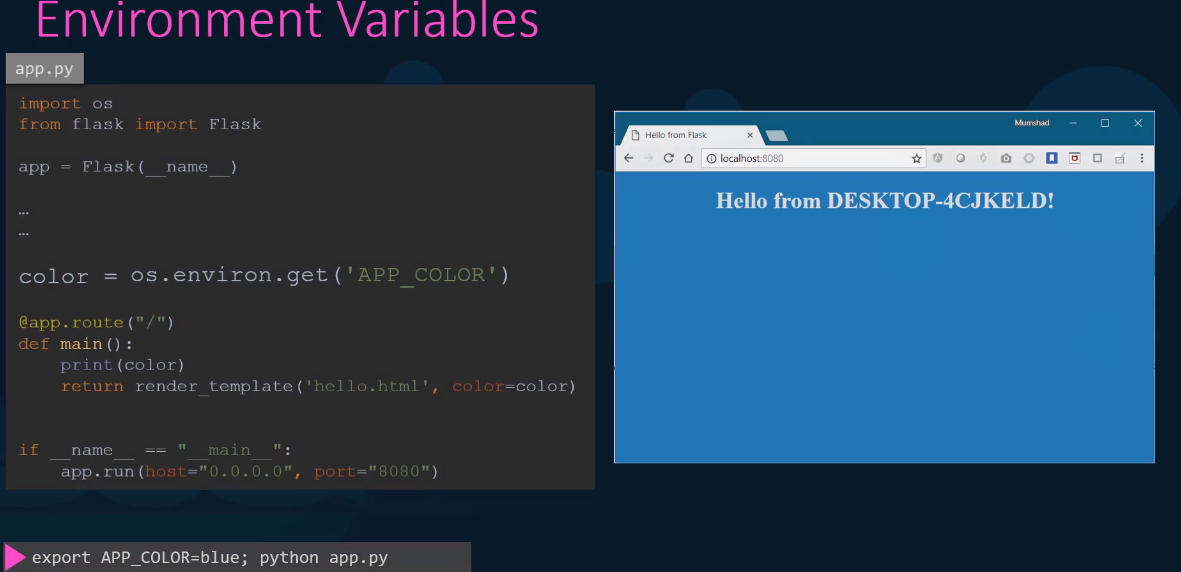 Environment Variables
app.py
import os
from flask import Flask
app = Flask(__name__)
…
…
color = os.environ.get('APP_COLOR')
@app.route("/")
def main():
    print(color)
    return render_template('hello.html', color=color)
if __name__ == "__main__":
    app.run(host="0.0.0.0", port="8080")
export APP_COLOR=blue; python app.py
Mumshad
Hello from Flask
localhost:8080
Hello from DESKTOP-4CJKELD!